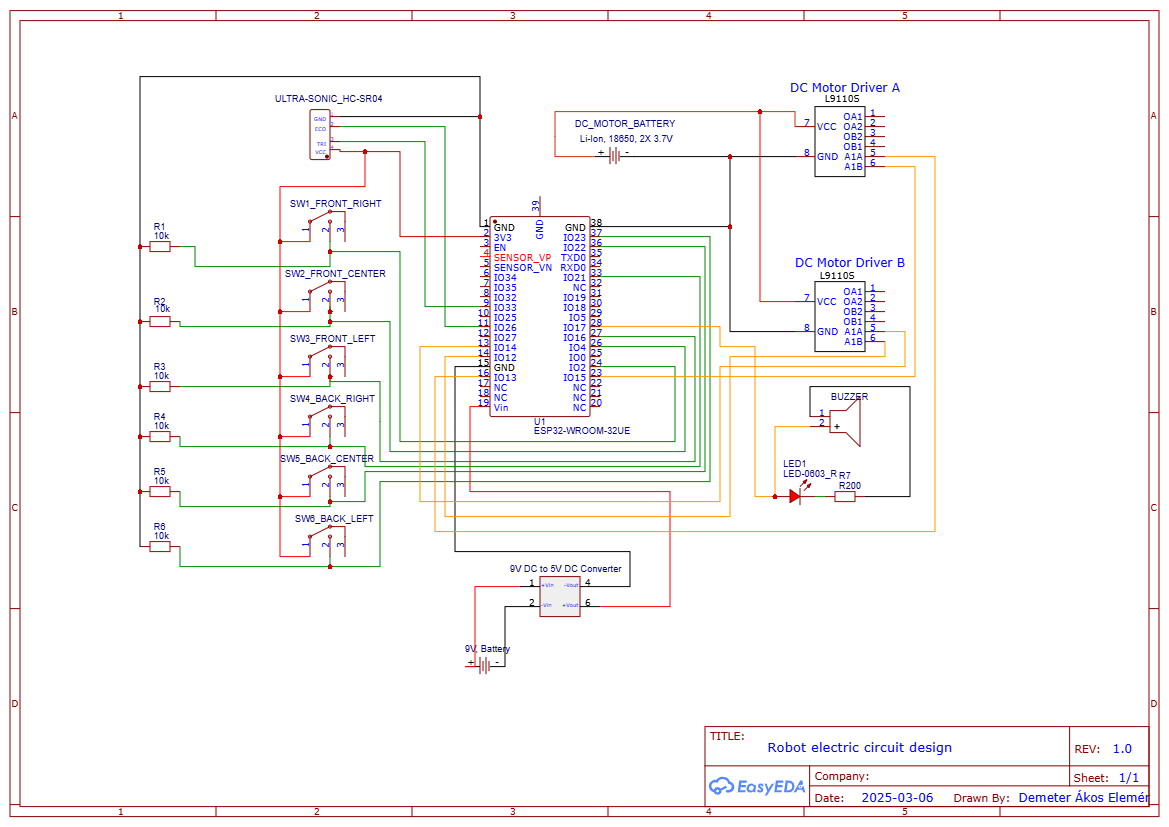 1 2 3 4 5
A A
ULTRA-SONIC_HC-SR04
GND
ECO
TRI
VCC
DC Motor Driver A
L9110S
7 VCC
8 GND
OA1 1
OA2 2
OB2 3
OB1 4
A1A 5
A1B 6
DC_MOTOR_BATTERY
Li-Ion, 18650, 2X 3.7V
+ -
SW1_FRONT_RIGHT
1 2 3
R1
10k
SW2_FRONT_CENTER
1 2 3
R2
10k
SW3_FRONT_LEFT
1 2 3
R3
10k
SW4_BACK_RIGHT
1 2 3
R4
10k
SW5_BACK_CENTER
1 2 3
R5
10k
SW6_BACK_LEFT
1 2 3
R6
10k
B B
39
GND
1 GND
2 3V3
3 EN
4 SENSOR_VP
5 SENSOR_VN
6 IO34
7 IO35
8 IO32
9 IO33
10 IO25
11 IO26
12 IO27
13 IO14
14 IO12
15 GND
16 IO13
17 NC
18 NC
19 Vin
GND 38
IO23 37
IO22 36
TXD0 35
RXD0 34
IO21 33
NC 32
IO19 31
IO18 30
IO5 29
IO17 28
IO16 27
IO4 26
IO0 25
IO2 24
IO15 23
NC 22
NC 21
NC 20
U1
ESP32-WROOM-32UE
DC Motor Driver B
L9110S
7 VCC
8 GND
OA1 1
OA2 2
OB2 3
OB1 4
A1A 5
A1B 6
BUZZER
1
2 +
LED1
LED-0603_R
R7
R200
C C
9V DC to 5V DC Converter
1 +Vin -Vout 4
2 -Vin +Vout 6
9V, Battery
+ -
D D
TITLE:
Robot electric circuit design
REV: 1.0
EasyEDA
Company:
Sheet: 1/1
Date: 2025-03-06 Drawn By: Demeter Ákos Elemér
1 2 3 4 5